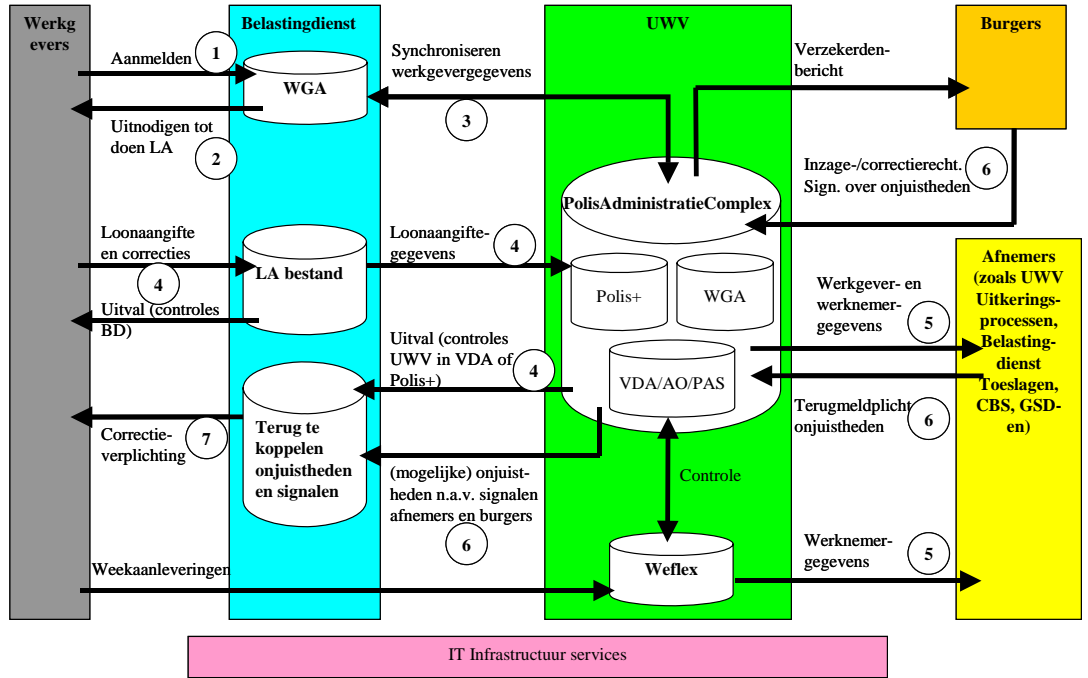 Werkg
evers
Belastingdienst
UWV
Burgers
Aanmelden
1
WGA
Synchroniseren
werkgevergegevens
3
Verzekerden-
bericht
Uitnodigen tot
doen LA
2
Inzage-/correctierecht.
Sign. over onjuistheden
6
PolisAdministratieComplex
Loonaangifte
en correcties
4
LA bestand
Loonaangifte-
gegevens
4
Polis+
WGA
Afnemers
(zoals UWV
Uitkerings-
processen,
Belasting-
dienst
Toeslagen,
CBS, GSD-
en)
Werkgever- en
werknemer-
gegevens
5
Uitval (controles
BD)
Uitval (controles
UWV in VDA of
Polis+)
4
VDA/AO/PAS
Terugmeldplicht
onjuistheden
6
Correctie-
verplichting
7
Terug te
koppelen
onjuistheden
en signalen
(mogelijke) onjuist-
heden n.a.v. signalen
afnemers en burgers
6
Controle
Weekaanleveringen
Weflex
Werknemer-
gegevens
5
IT Infrastructuur services